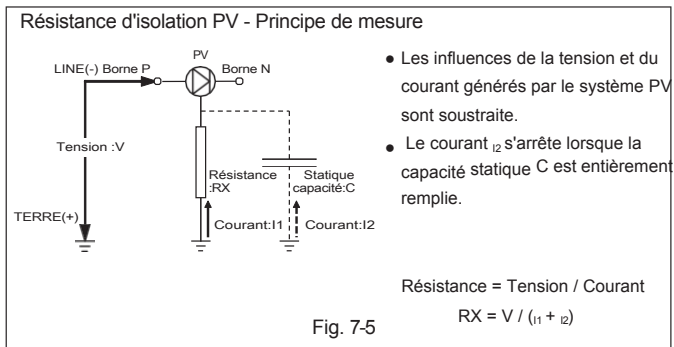 Résistance d'isolation PV - Principe de mesure
PV
LINE(-) Borne P
Borne N
Tension :V
Résistance
:RX
Statique
capacité:C
TERRE(+)
Courant:I1
Courant:I2
● Les influences de la tension et du
courant générés par le système PV
sont soustraite.
● Le courant I2 s'arrête lorsque la
capacité statique C est entièrement
remplie.
Résistance = Tension / Courant
RX = V / (I1 + I2)
Fig. 7-5